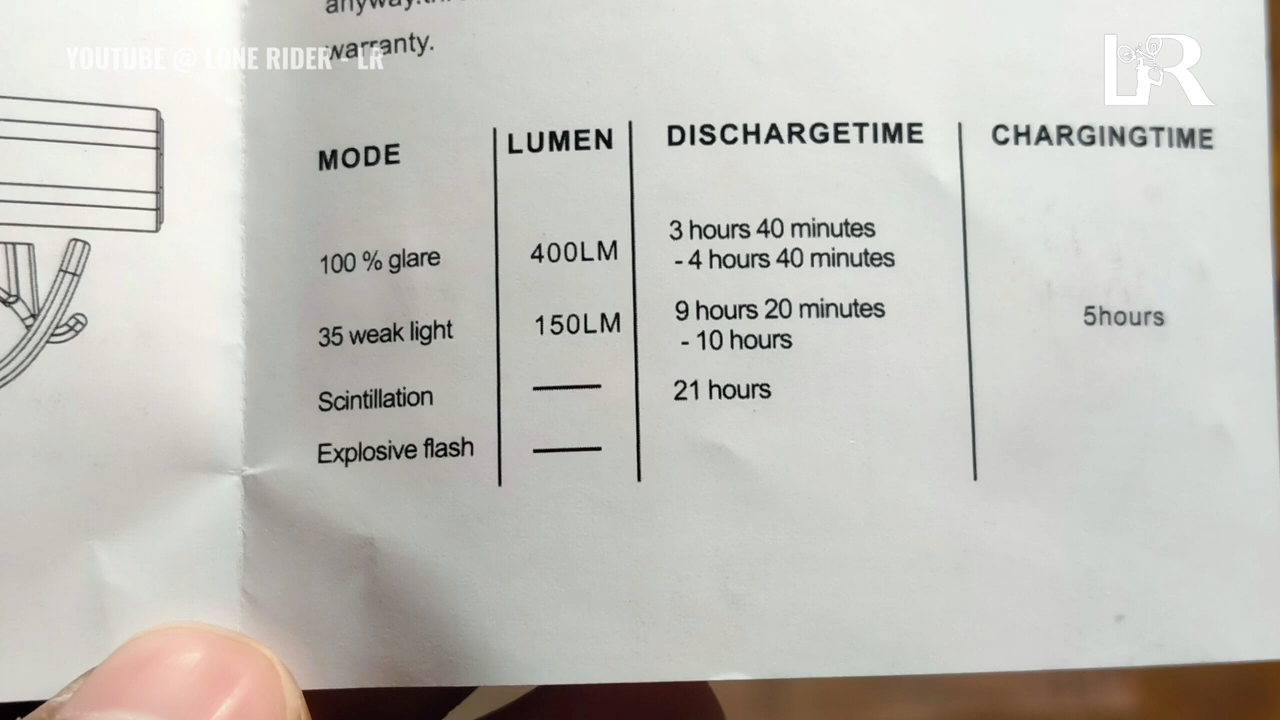 warranty.
YOUTUBE @ LONE RIDER - LR
LR
MODE LUMEN DISCHARGETIME CHARGINGTIME
100 % glare 400LM 3 hours 40 minutes
- 4 hours 40 minutes
35 weak light 150LM 9 hours 20 minutes
- 10 hours
5hours
Scintillation —— 21 hours
Explosive flash ——